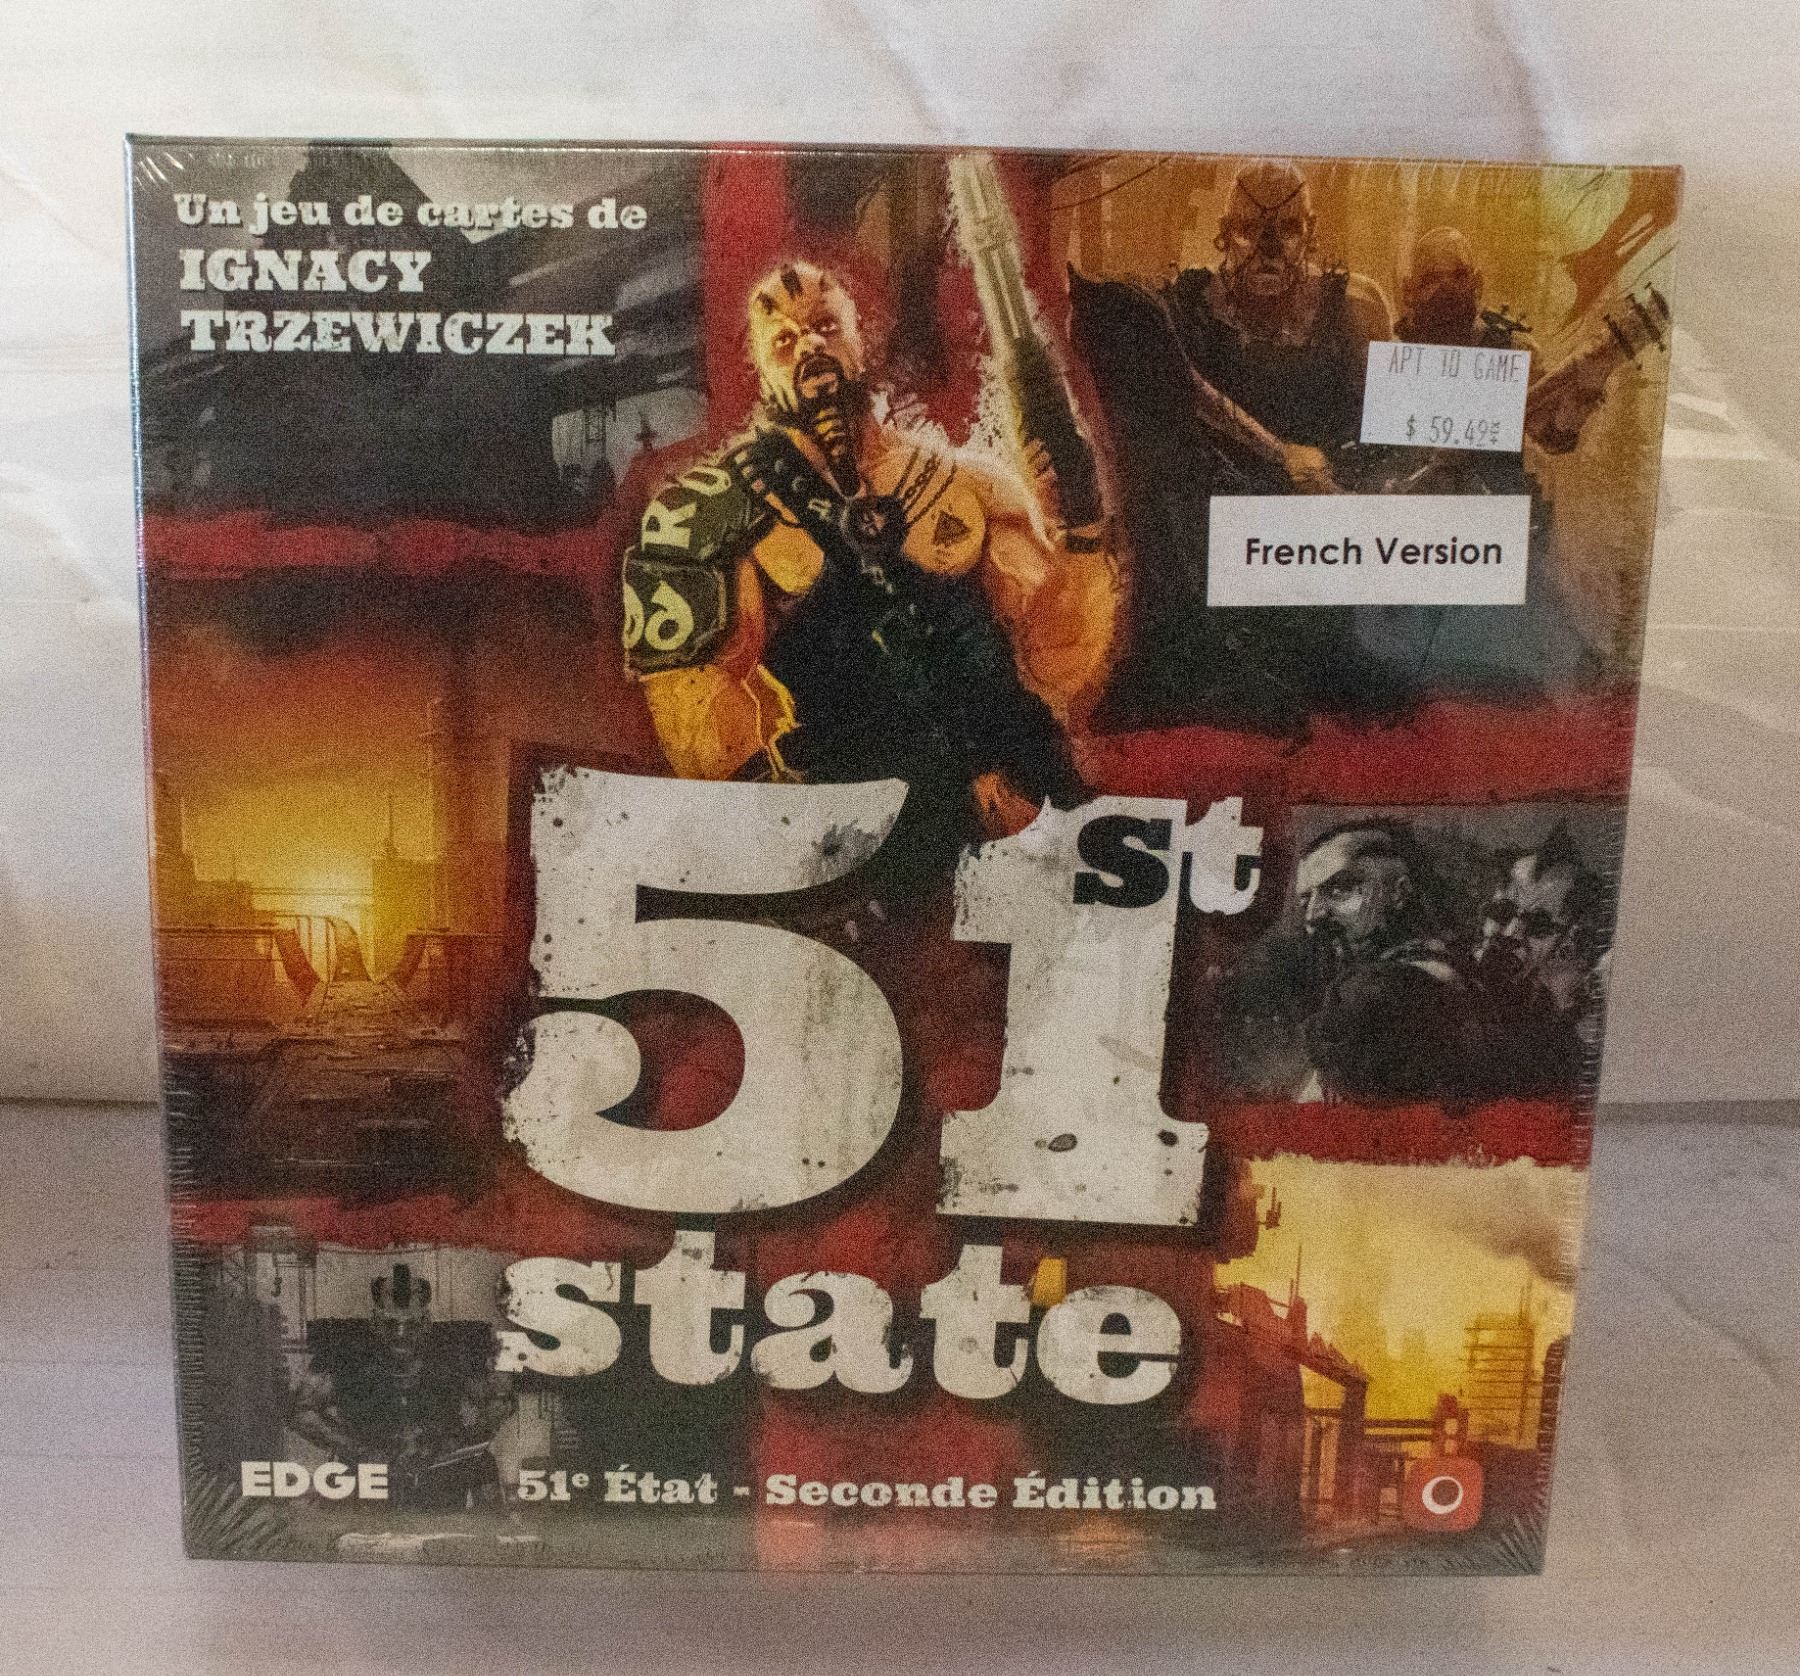 Un jeu de cartes de
IGNACY
TRZEWICZEK
APT TO GAME
$ 59.49
French Version
51st
state
EDGE
51e État - Seconde Édition